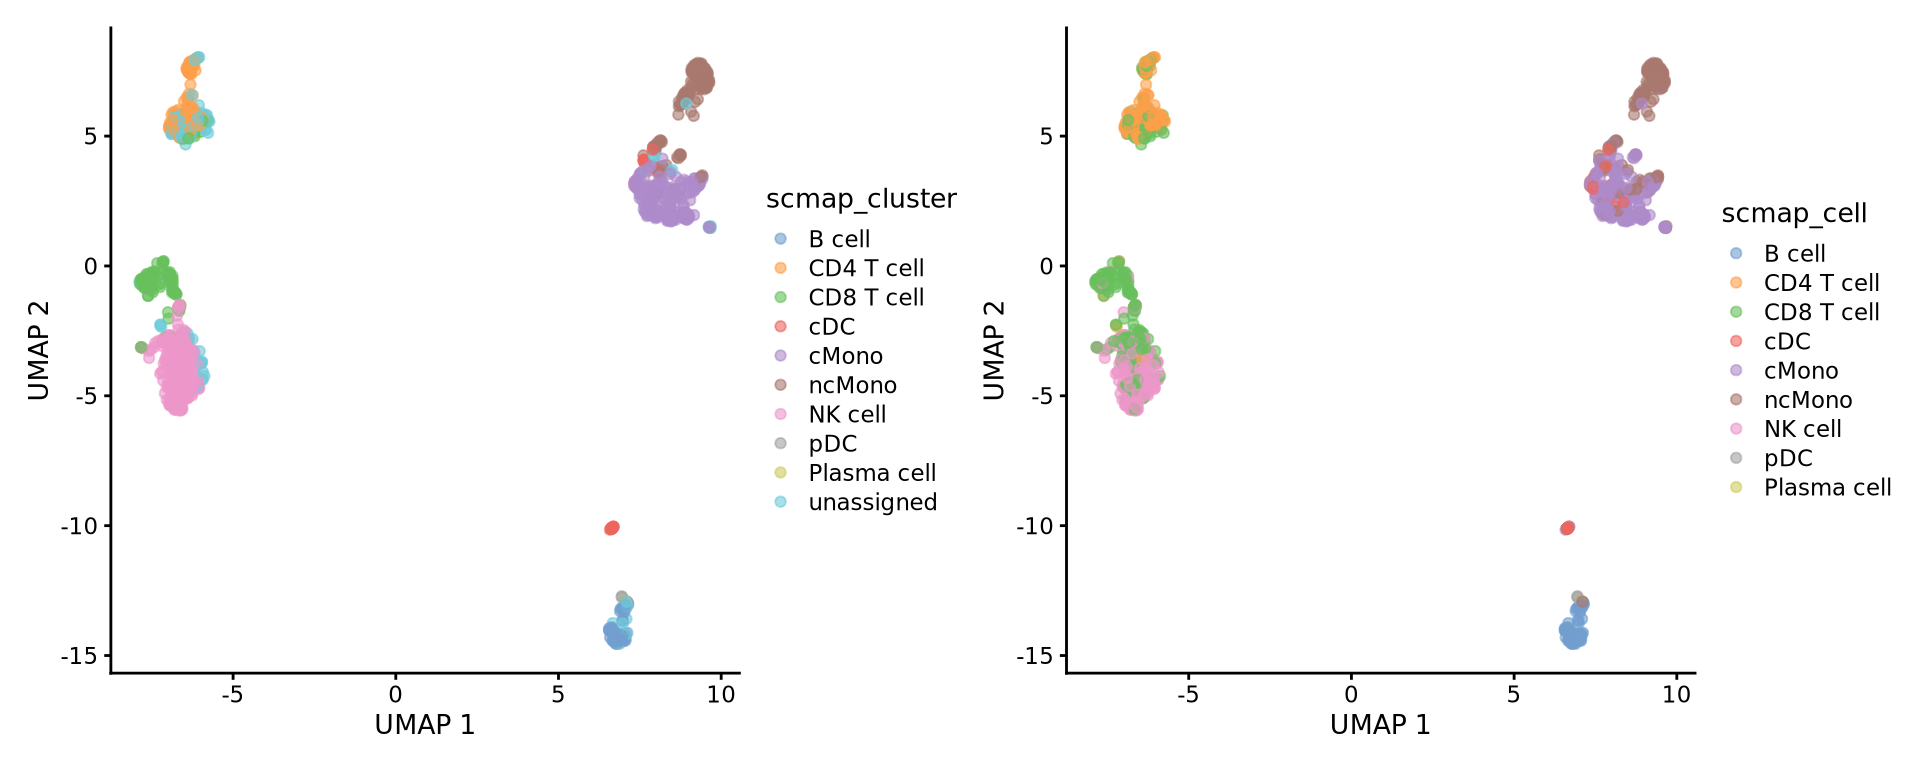 scmap_cluster
B cell
CD4 T cell
CD8 T cell
cDC
cMono
ncMono
NK cell
pDC
Plasma cell
unassigned
5
0
-5
-10
-15
-5
0
5
10
UMAP 1
UMAP 2
scmap_cell
B cell
CD4 T cell
CD8 T cell
cDC
cMono
ncMono
NK cell
pDC
Plasma cell
5
0
-5
-10
-15
-5
0
5
10
UMAP 1
UMAP 2